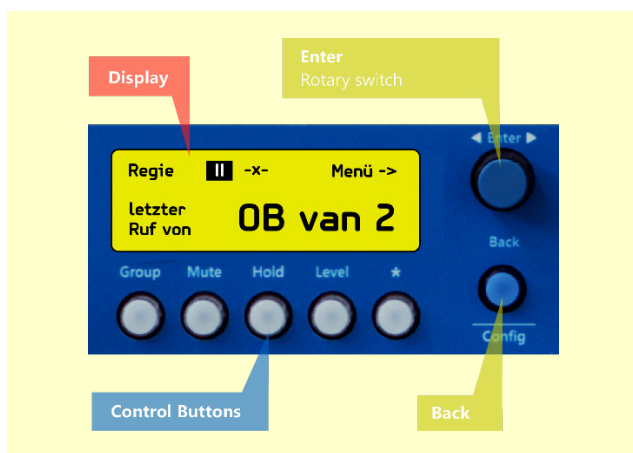 Enter
Rotary switch
Display
◄ Enter ►
Regie II -x- Menü ->
letzter
Ruf von
OB van 2
Back
Group Mute Hold Level *
Config
Control Buttons
Back